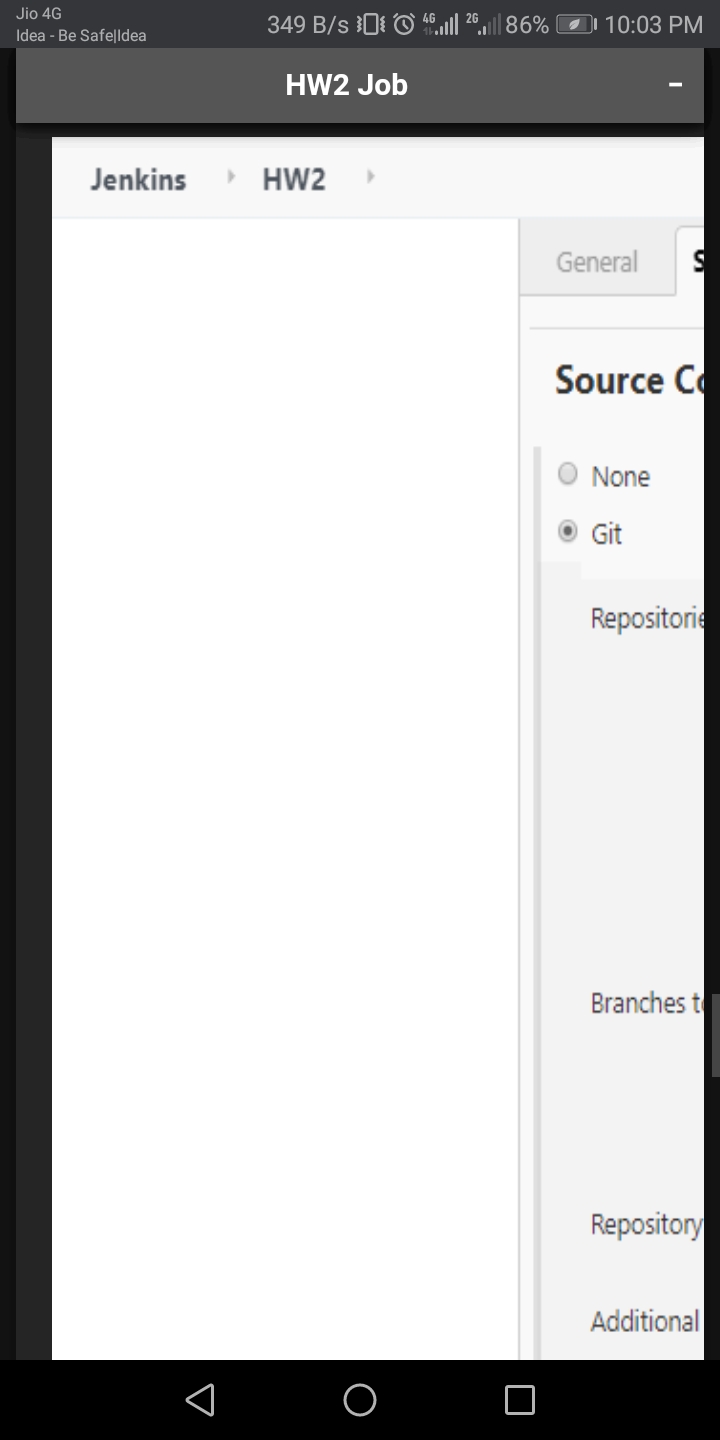 Jio 4G
Idea - Be Safe|Idea
349 B/s 4G 2G 86% 10:03 PM
HW2 Job
Jenkins HW2
General S
Source Co
None
Git
Repositorie
Branches to
Repository
Additional